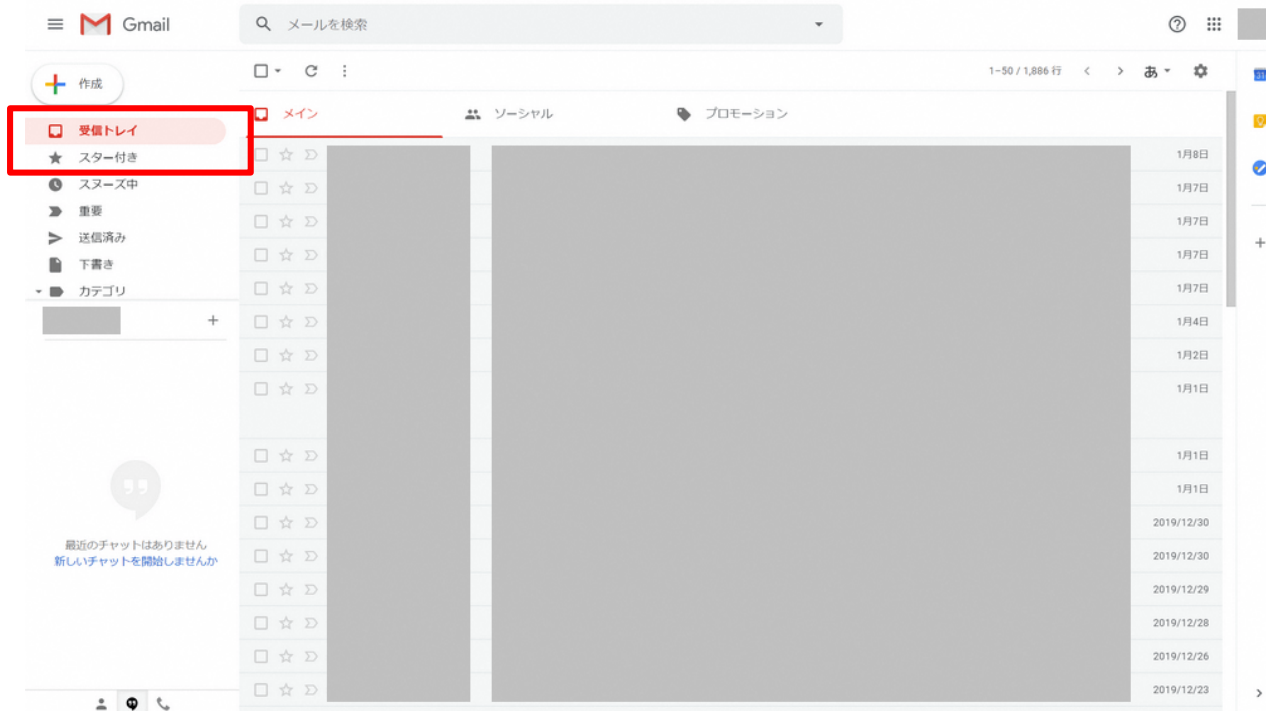 Gmail
メールを検索
作成
1–50 / 1,886 行
あ
受信トレイ
スター付き
スヌーズ中
重要
送信済み
下書き
カテゴリ
メイン
ソーシャル
プロモーション
1月8日
1月7日
1月7日
1月7日
1月7日
1月4日
1月2日
1月1日
1月1日
1月1日
2019/12/30
2019/12/30
2019/12/29
2019/12/28
2019/12/26
2019/12/23
最近のチャットはありません
新しいチャットを開始しませんか
31